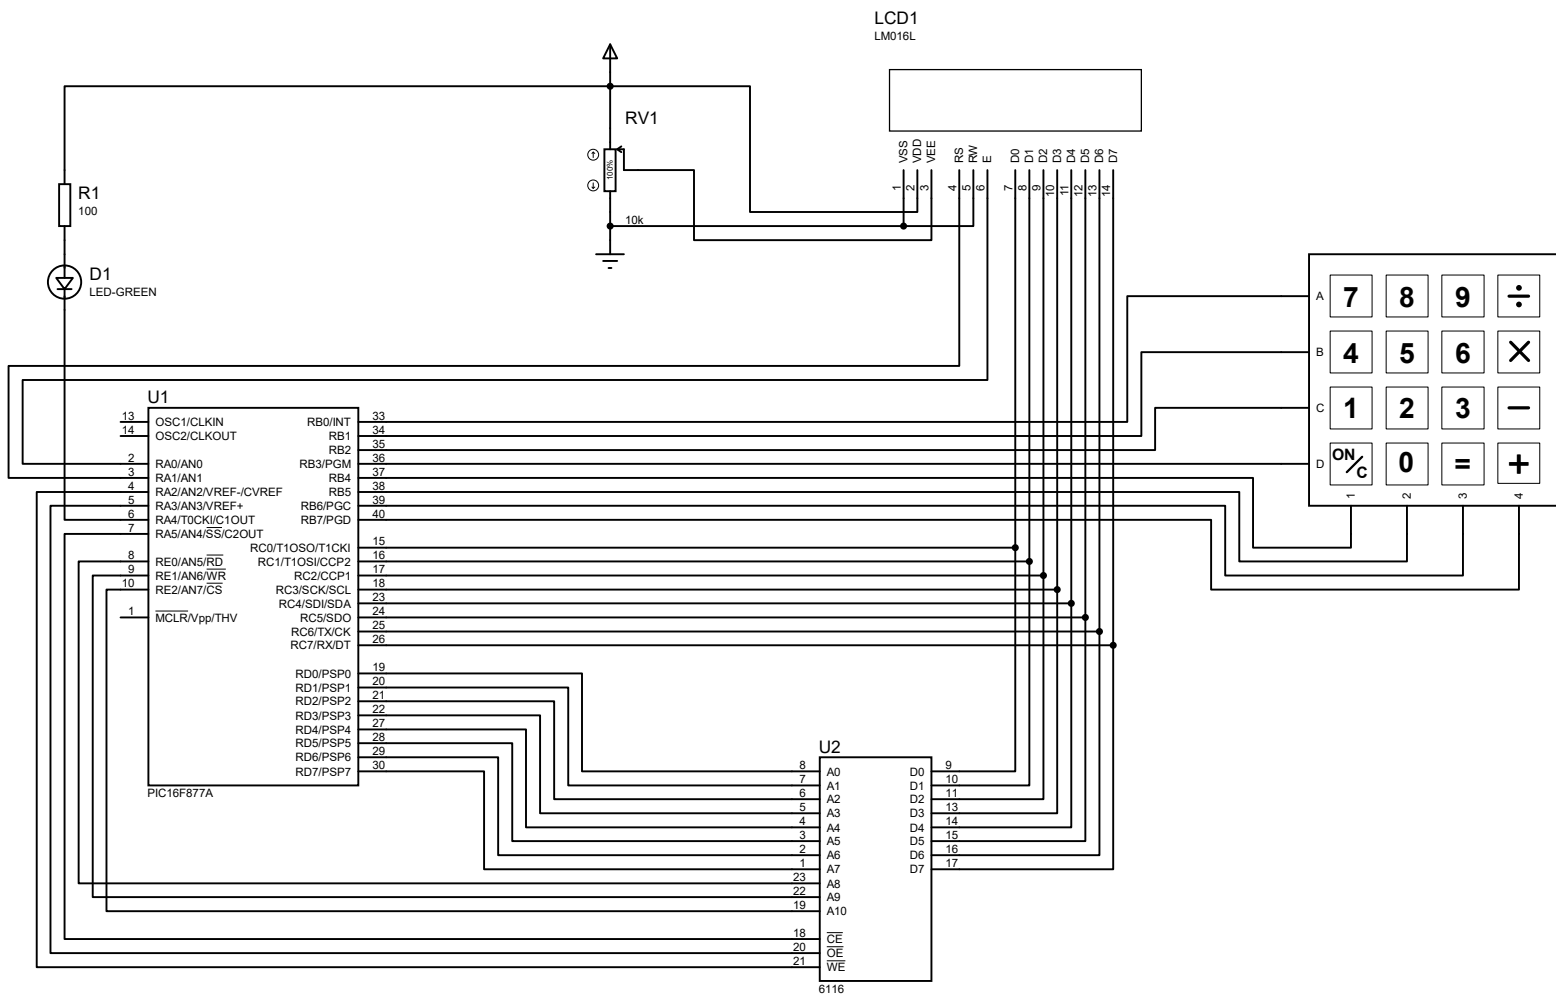 LCD1
LM016L
RV1
100%
10k
VSS
VDD
VEE
RS
RW
E
D0
D1
D2
D3
D4
D5
D6
D7
1
2
3
4
5
6
7
8
9
10
11
12
13
14
R1
100
D1
LED-GREEN
A 7 8 9 ÷
B 4 5 6 ×
C 1 2 3 −
D ON/C 0 = +
1 2 3 4
U1
13 OSC1/CLKIN RB0/INT 33
14 OSC2/CLKOUT RB1 34
RB2 35
2 RA0/AN0 RB3/PGM 36
3 RA1/AN1 RB4 37
4 RA2/AN2/VREF-/CVREF RB5 38
5 RA3/AN3/VREF+ RB6/PGC 39
6 RA4/T0CKI/C1OUT RB7/PGD 40
7 RA5/AN4/SS/C2OUT
RC0/T1OSO/T1CKI 15
8 RE0/AN5/RD RC1/T1OSI/CCP2 16
9 RE1/AN6/WR RC2/CCP1 17
10 RE2/AN7/CS RC3/SCK/SCL 18
RC4/SDI/SDA 23
1 MCLR/Vpp/THV RC5/SDO 24
RC6/TX/CK 25
RC7/RX/DT 26
RD0/PSP0 19
RD1/PSP1 20
RD2/PSP2 21
RD3/PSP3 22
RD4/PSP4 27
RD5/PSP5 28
RD6/PSP6 29
RD7/PSP7 30
PIC16F877A
U2
8 A0 D0 9
7 A1 D1 10
6 A2 D2 11
5 A3 D3 13
4 A4 D4 14
3 A5 D5 15
2 A6 D6 16
1 A7 D7 17
23 A8
22 A9
19 A10
18 CE
20 OE
21 WE
6116